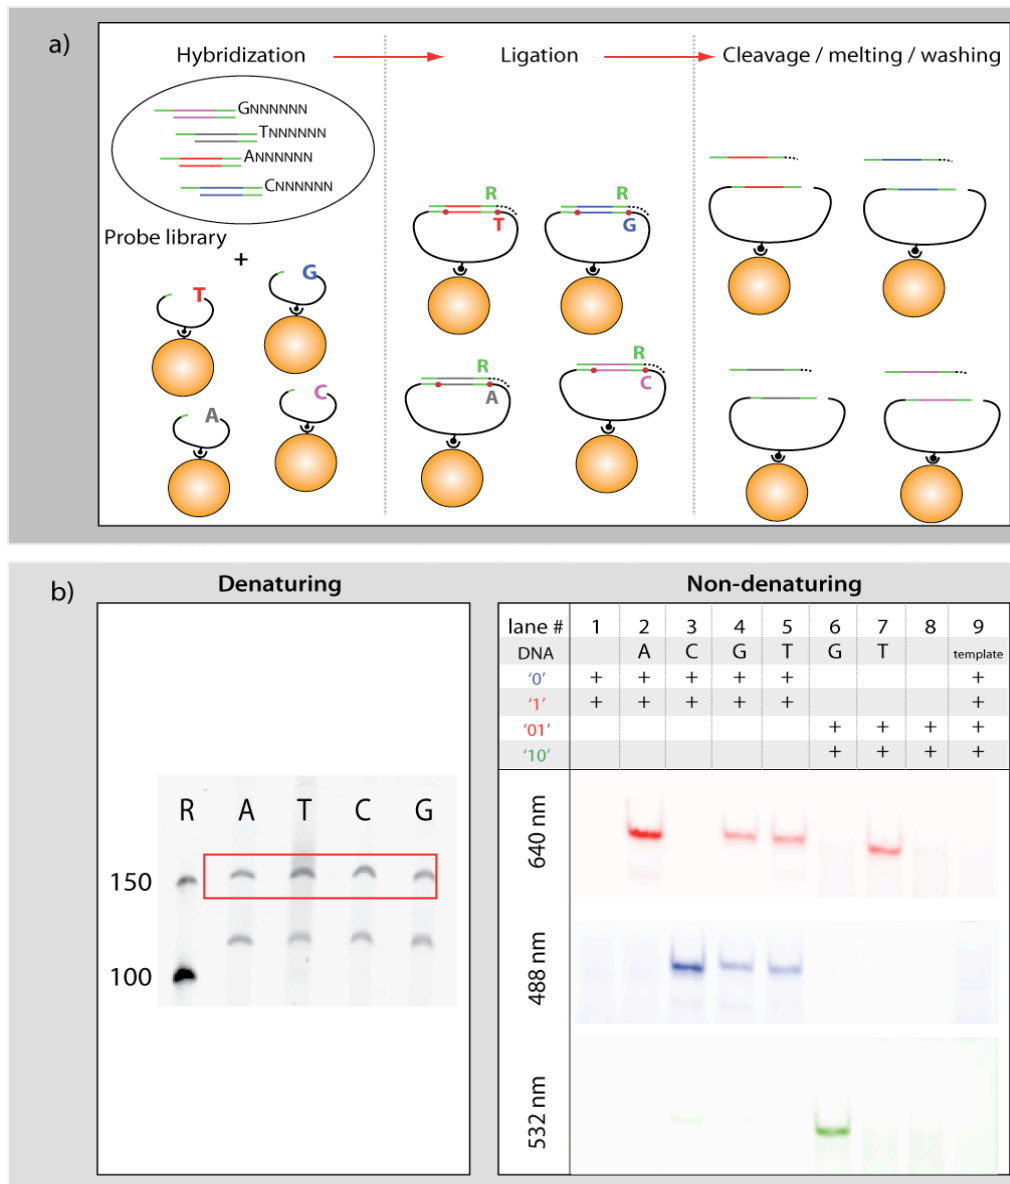 a)
Hybridization
Ligation
Cleavage / melting / washing
GNNNNNN
TNNNNNN
ANNNNNN
CNNNNNN
Probe library
+
T
G
A
C
R
T
R
G
R
A
R
C
b)
Denaturing
Non-denaturing
R A T C G
150
100
lane # 1 2 3 4 5 6 7 8 9
DNA A C G T G T template
'0' + + + + + +
'1' + + + + + +
'01' + + + +
'10' + + + +
640 nm
488 nm
532 nm